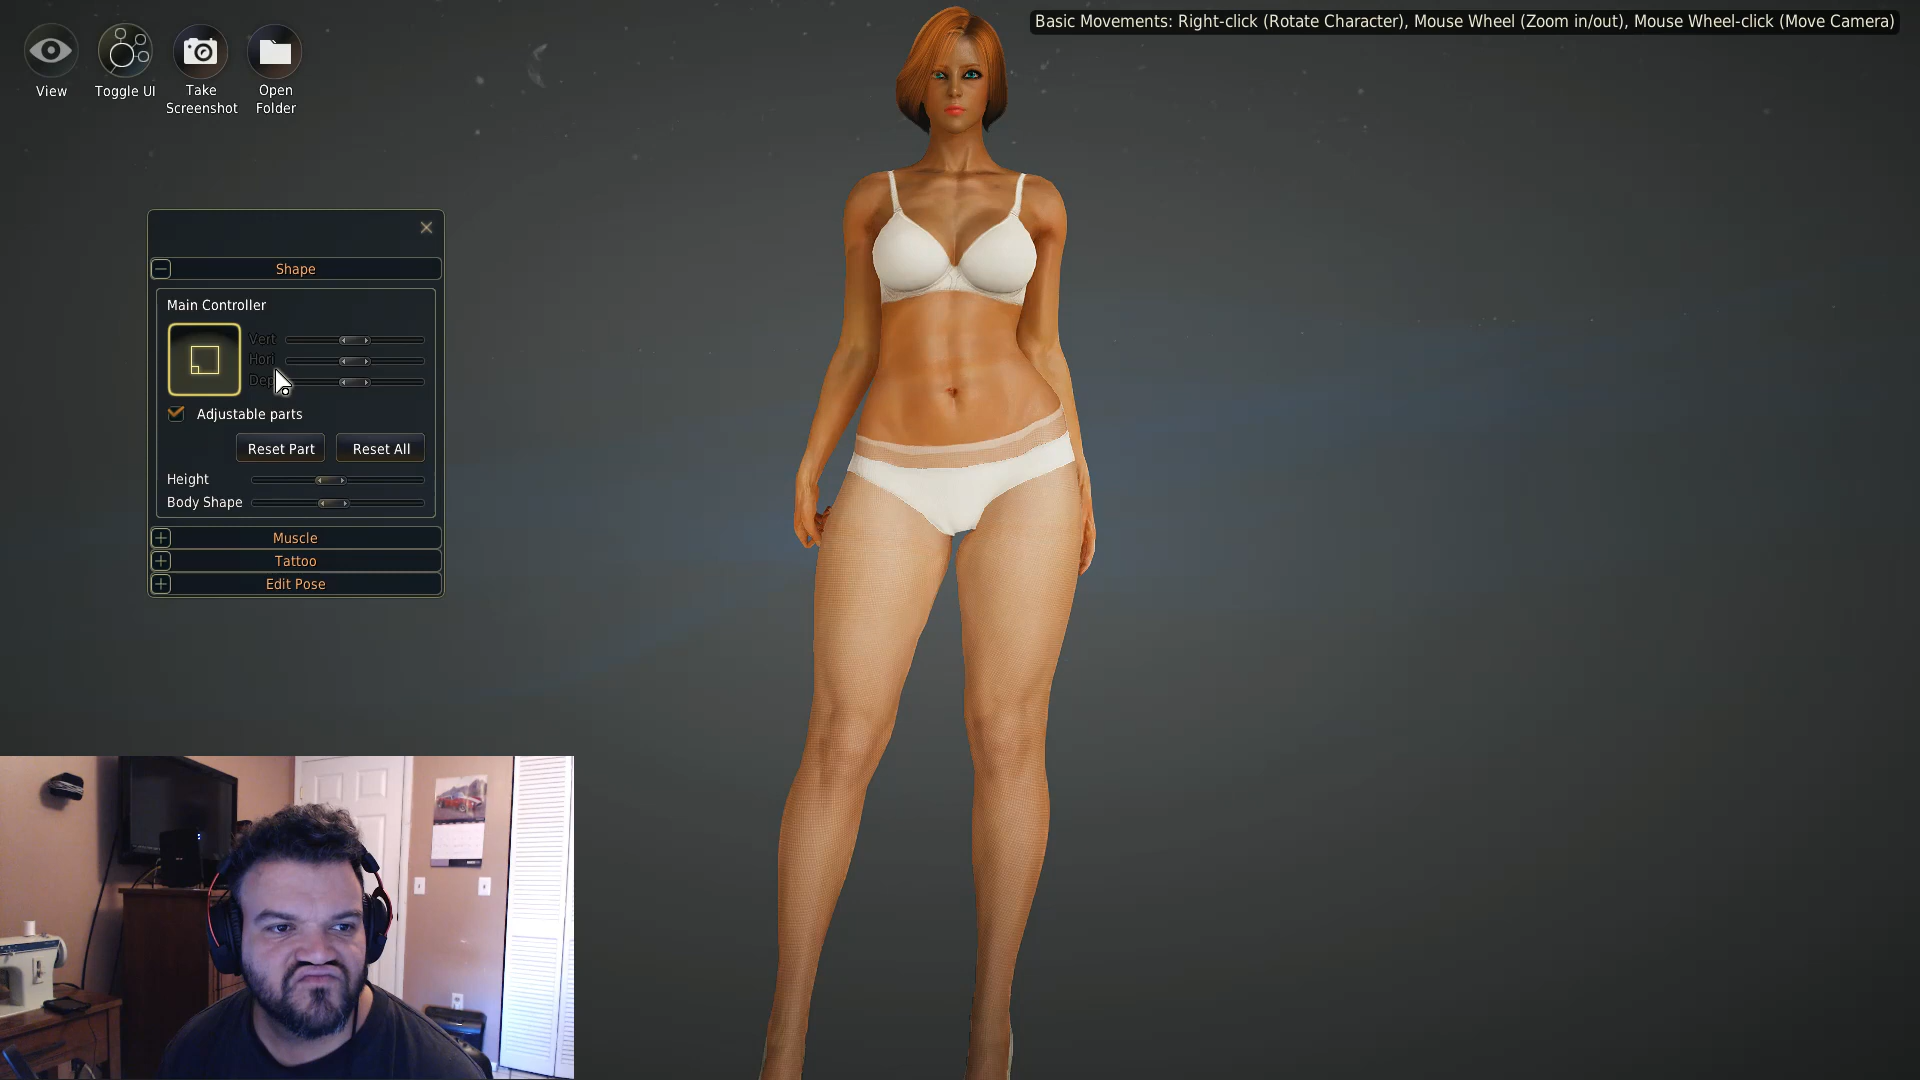 Basic Movements: Right-click (Rotate Character), Mouse Wheel (Zoom in/out), Mouse Wheel-click (Move Camera)
View
Toggle UI
Take
Screenshot
Open
Folder
Shape
Main Controller
Vert
Hori
Dep
Adjustable parts
Reset Part
Reset All
Height
Body Shape
Muscle
Tattoo
Edit Pose